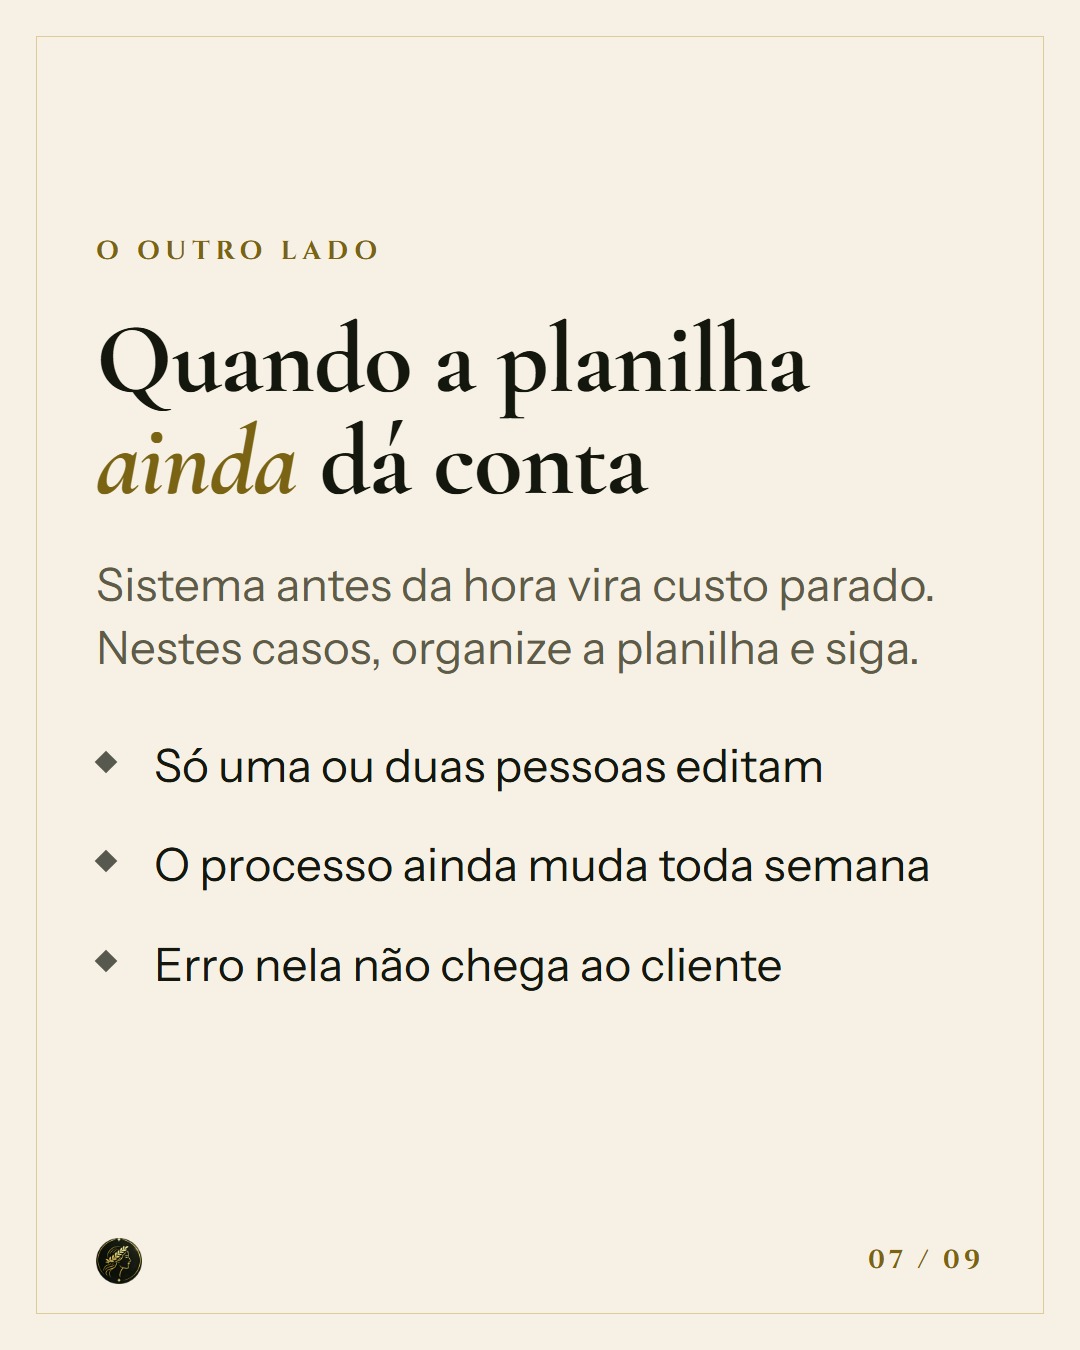 O OUTRO LADO
Quando a planilha
ainda dá conta
Sistema antes da hora vira custo parado.
Nestes casos, organize a planilha e siga.
Só uma ou duas pessoas editam
O processo ainda muda toda semana
Erro nela não chega ao cliente
07 / 09